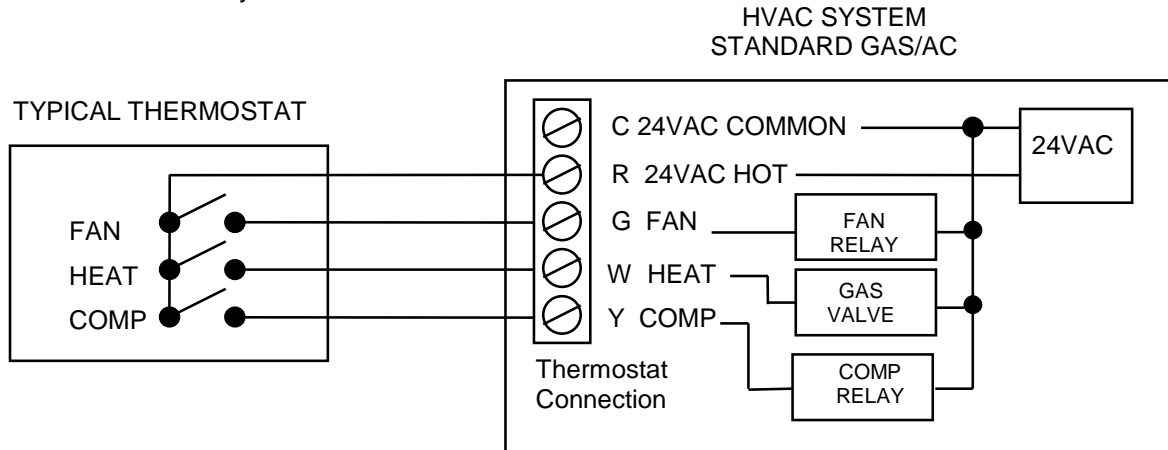 HVAC SYSTEM
STANDARD GAS/AC
TYPICAL THERMOSTAT
FAN
HEAT
COMP
C 24VAC COMMON
R 24VAC HOT
G FAN
W HEAT
Y COMP
Thermostat
Connection
24VAC
FAN
RELAY
GAS
VALVE
COMP
RELAY